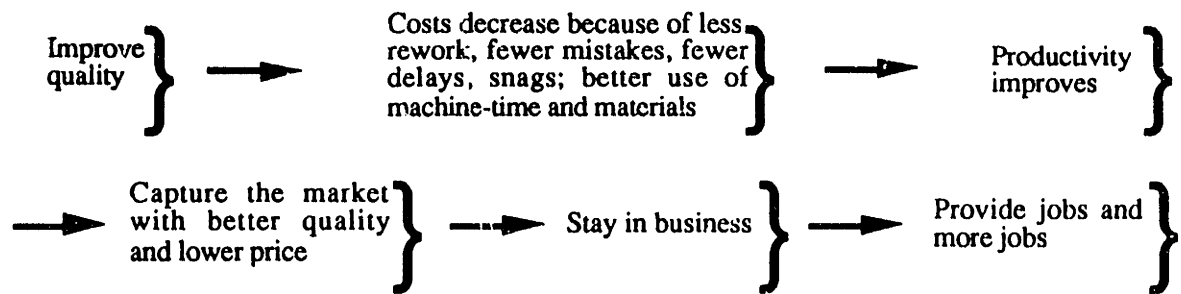 Improve
quality
Costs decrease because of less
rework, fewer mistakes, fewer
delays, snags; better use of
machine-time and materials
Productivity
improves
Capture the market
with better quality
and lower price
Stay in business
Provide jobs and
more jobs